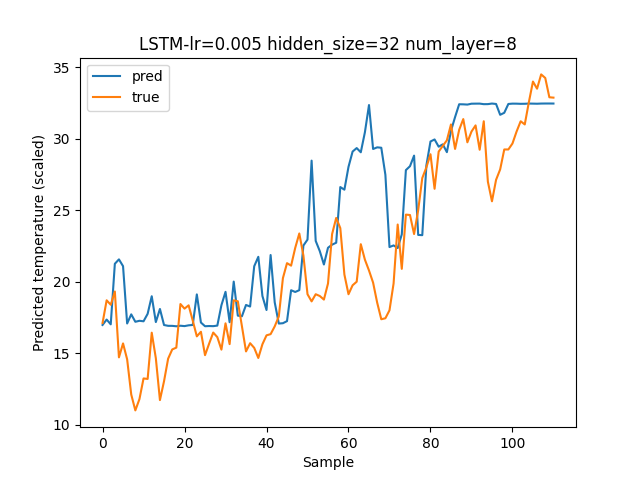 LSTM-lr=0.005 hidden_size=32 num_layer=8
pred
true
Predicted temperature (scaled)
35
30
25
20
15
10
0 20 40 60 80 100
Sample